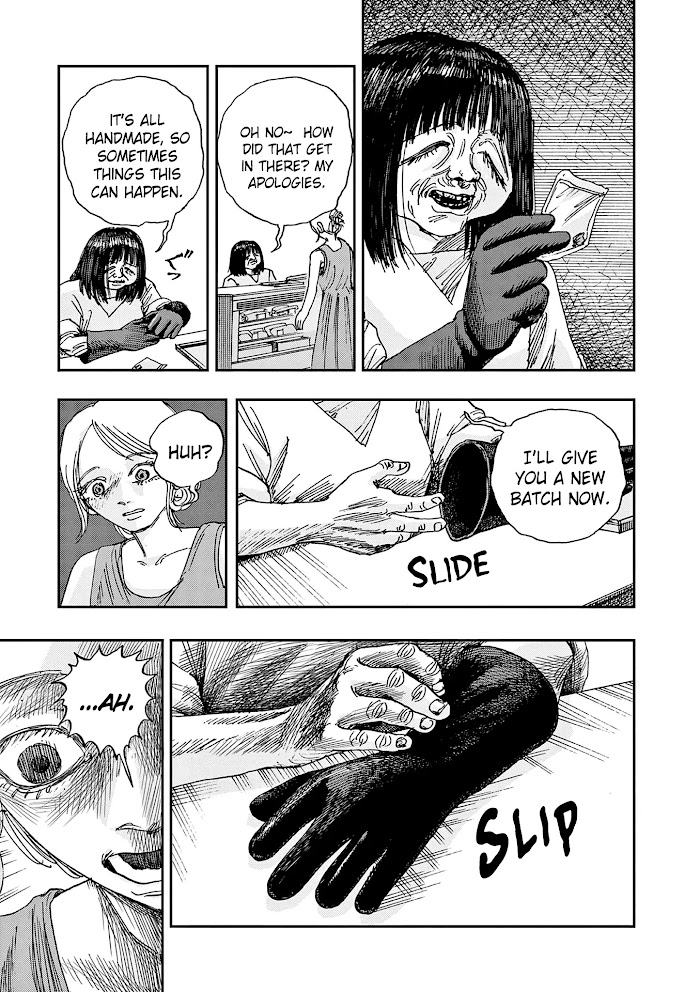 OH NO~ HOW
DID THAT GET
IN THERE? MY
APOLOGIES.
IT'S ALL
HANDMADE, SO
SOMETIMES
THINGS THIS
CAN HAPPEN.
I'LL GIVE
YOU A NEW
BATCH NOW.
SLIDE
HUH?
SLIP
...AH.